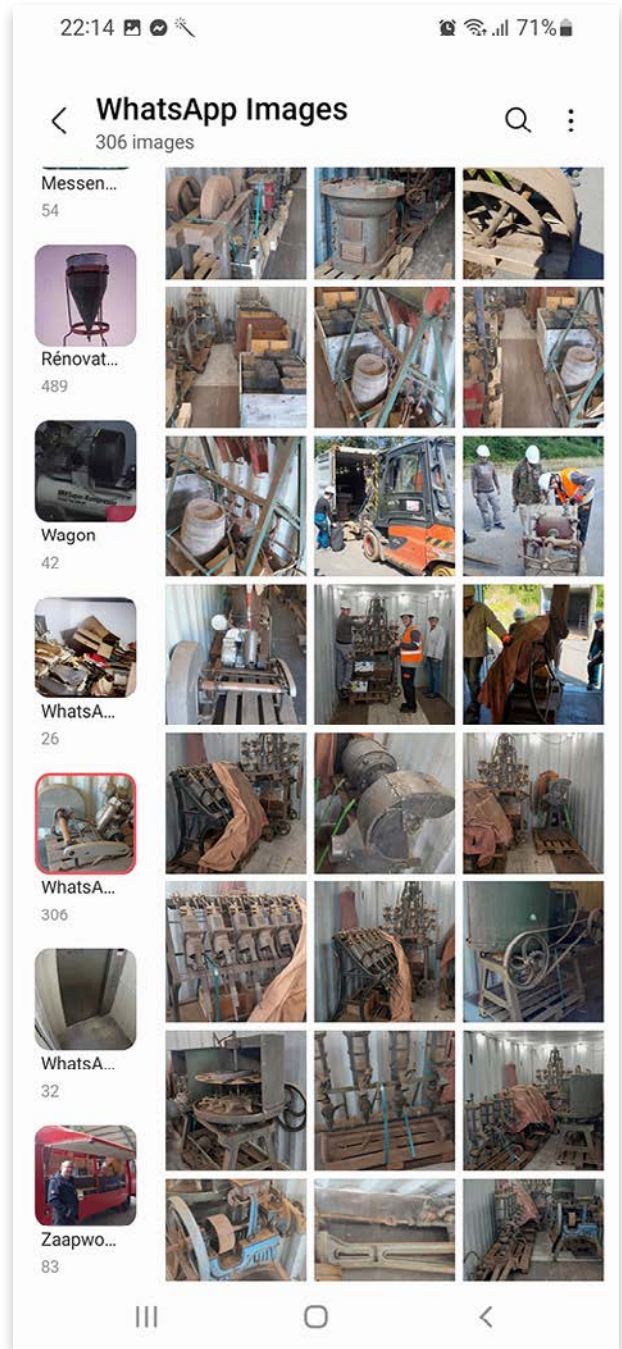 22:14
71%
WhatsApp Images
306 images
Messen...
54
Rénovat...
489
Wagon
42
WhatsA...
26
WhatsA...
306
WhatsA...
32
Zaapwo...
83